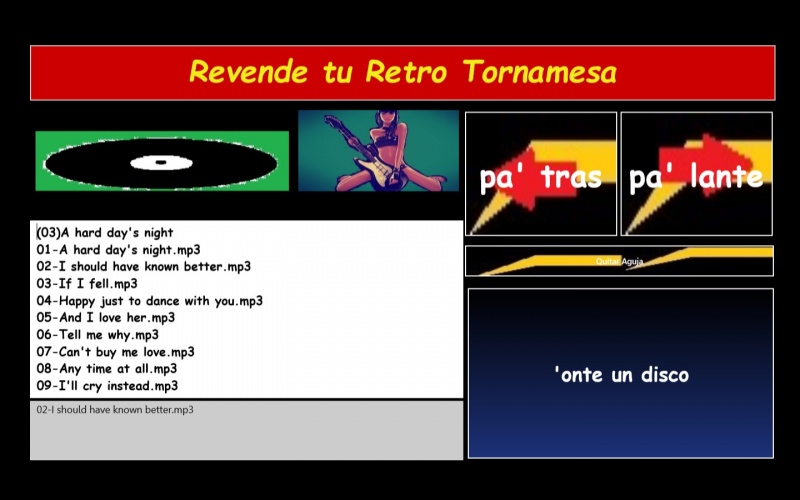 Revende tu Retro Tornamesa
pa' tras
pa' lante
(03)A hard day's night
01-A hard day's night.mp3
02-I should have known better.mp3
03-If I fell.mp3
04-Happy just to dance with you.mp3
05-And I love her.mp3
06-Tell me why.mp3
07-Can't buy me love.mp3
08-Any time at all.mp3
09-I'll cry instead.mp3
02-I should have known better.mp3
Quitar Aguja
'onte un disco